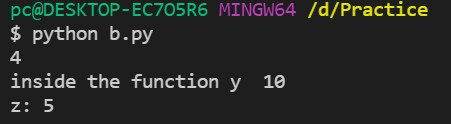 pc@DESKTOP-EC7O5R6 MINGW64 /d/Practice
$ python b.py
4
inside the function y  10
z: 5